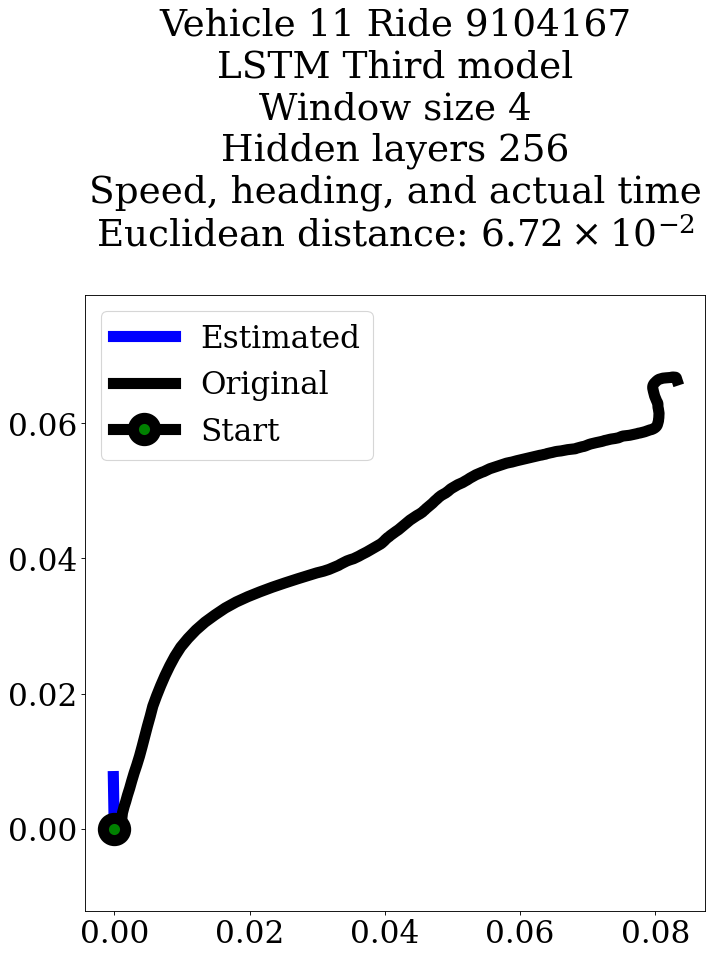 Vehicle 11 Ride 9104167
LSTM Third model
Window size 4
Hidden layers 256
Speed, heading, and actual time
Euclidean distance: 6.72 × 10⁻²
Estimated
Original
Start
0.06
0.04
0.02
0.00
0.00 0.02 0.04 0.06 0.08